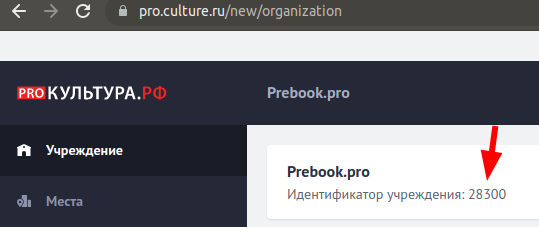 pro.culture.ru/new/organization
PRO КУЛЬТУРА.РФ
Prebook.pro
Учреждение
Prebook.pro
Идентификатор учреждения: 28300
Места